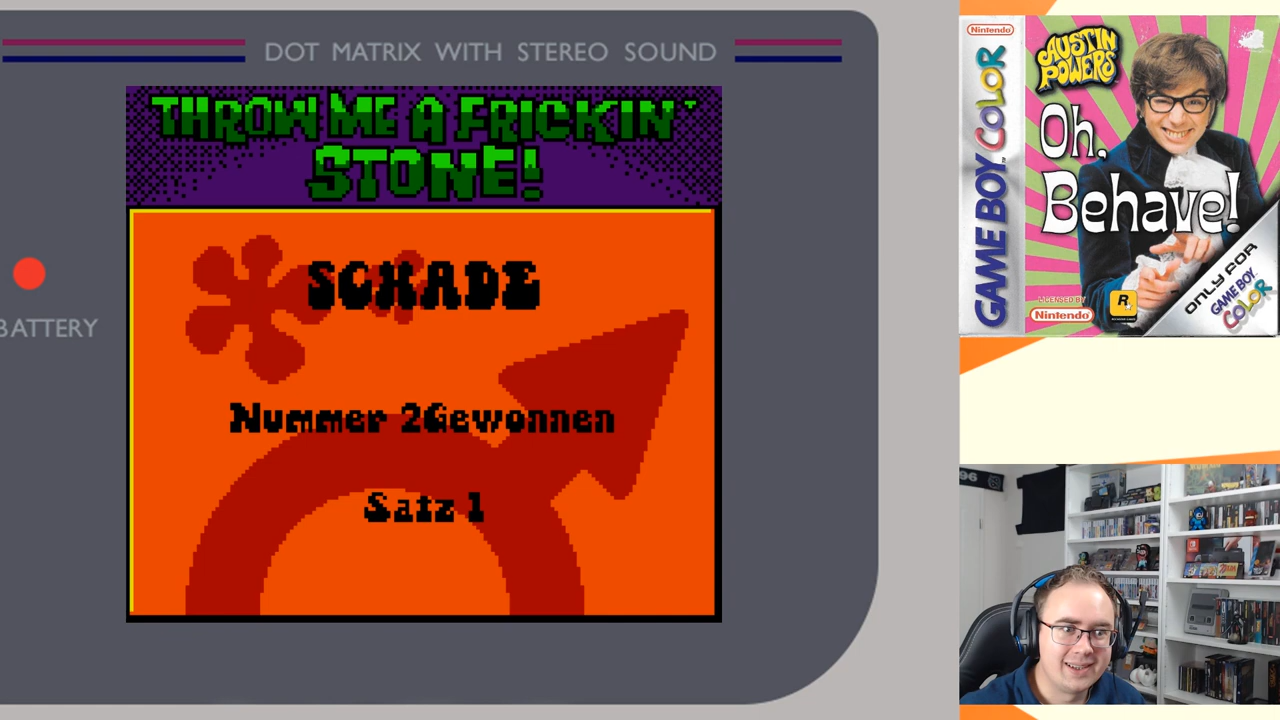 DOT MATRIX WITH STEREO SOUND
THROW ME A FRICKIN'
STONE!
SCHADE
Nummer 2Gewonnen
Satz 1
BATTERY
Nintendo
GAME BOY COLOR
AUSTIN
POWERS
Oh,
Behave!
LICENSED BY
Nintendo
R
ONLY FOR
GAME BOY
COLOR
96